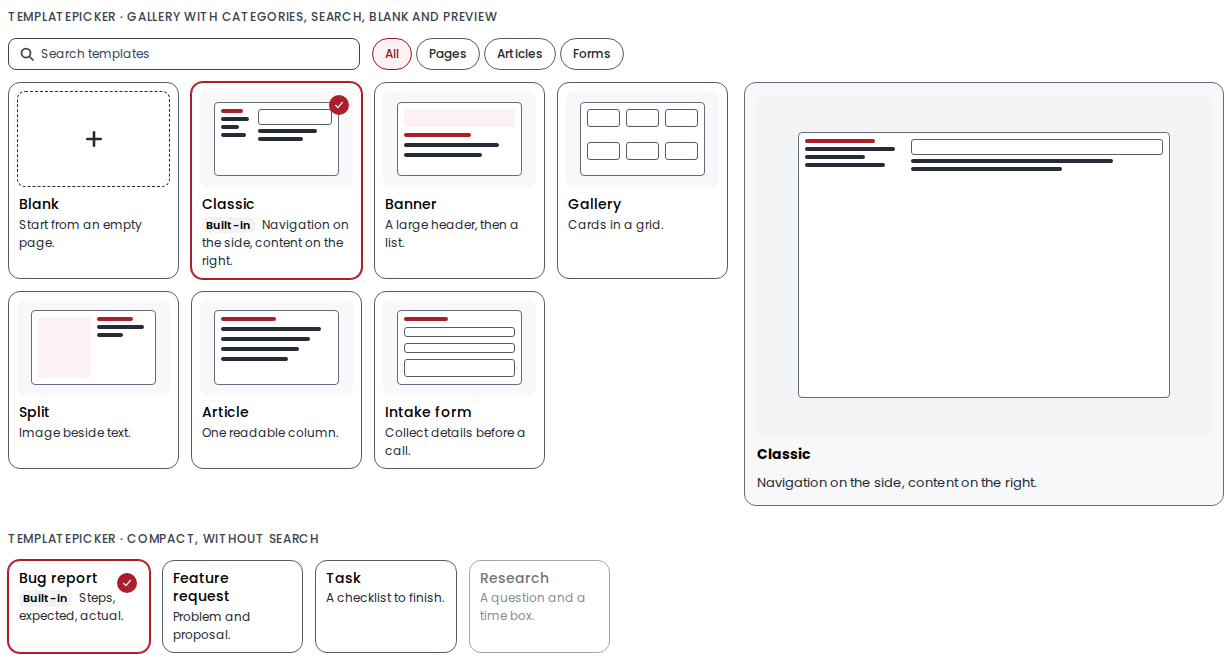 TEMPLATEPICKER · GALLERY WITH CATEGORIES, SEARCH, BLANK AND PREVIEW
Search templates
All
Pages
Articles
Forms
Blank
Start from an empty
page.
Classic
Built-in Navigation on
the side, content on the
right.
Banner
A large header, then a
list.
Gallery
Cards in a grid.
Split
Image beside text.
Article
One readable column.
Intake form
Collect details before a
call.
Classic
Navigation on the side, content on the right.
TEMPLATEPICKER · COMPACT, WITHOUT SEARCH
Bug report
Built-in Steps,
expected, actual.
Feature
request
Problem and
proposal.
Task
A checklist to finish.
Research
A question and a
time box.